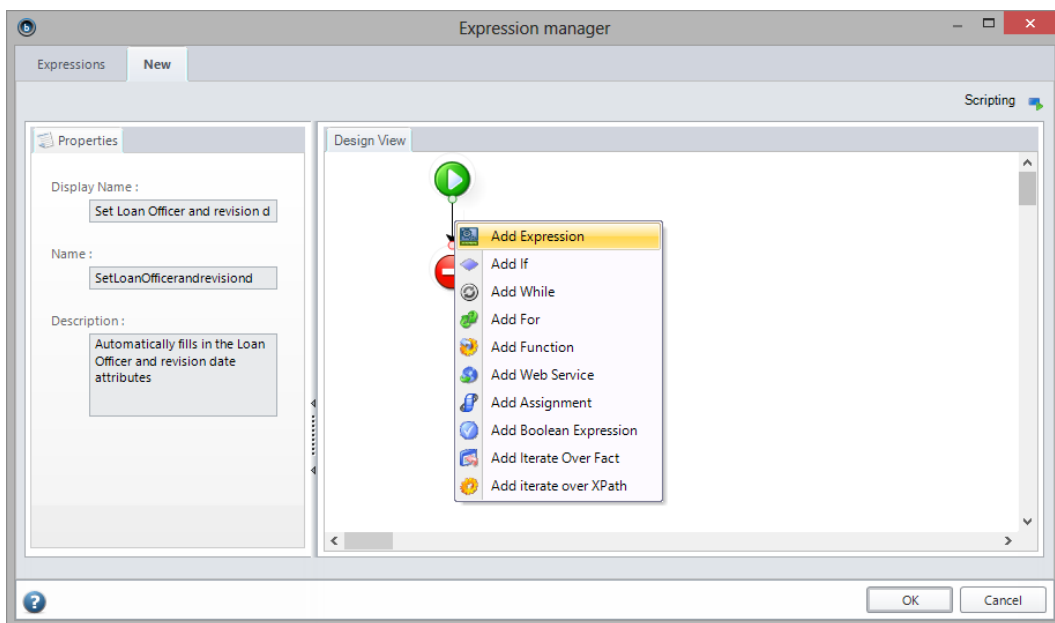 Expression manager
Expressions
New
Scripting
Properties
Display Name :
Set Loan Officer and revision d
Name :
SetLoanOfficerandrevisiond
Description :
Automatically fills in the Loan
Officer and revision date
attributes
Design View
Add Expression
Add If
Add While
Add For
Add Function
Add Web Service
Add Assignment
Add Boolean Expression
Add Iterate Over Fact
Add iterate over XPath
OK
Cancel